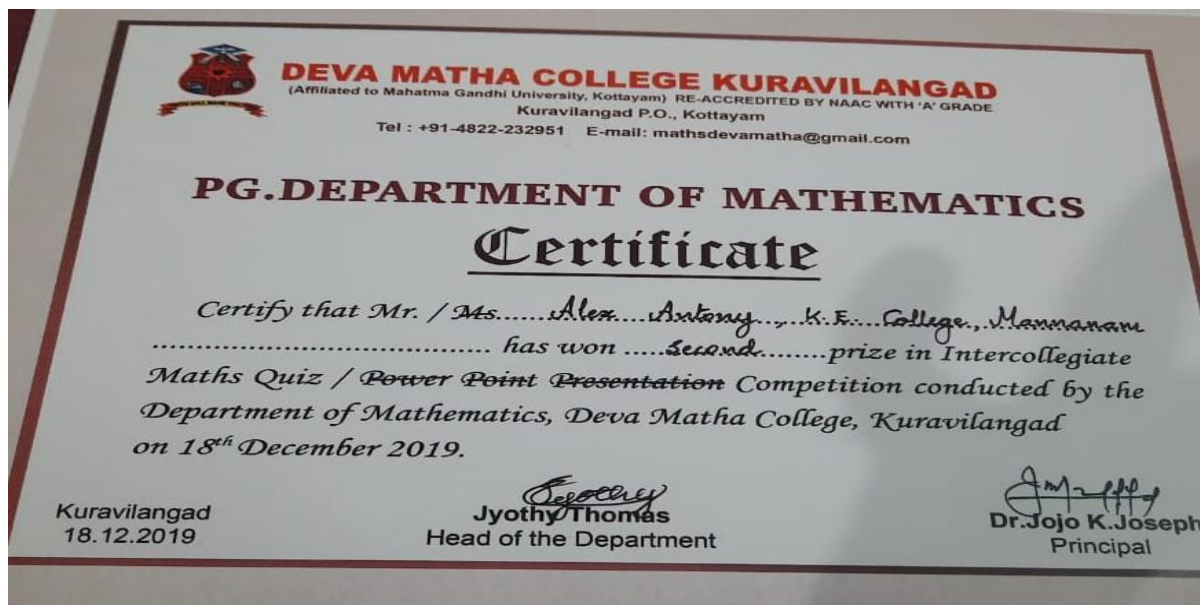 DEVA MATHA COLLEGE KURAVILANGAD
(Affiliated to Mahatma Gandhi University, Kottayam) RE-ACCREDITED BY NAAC WITH 'A' GRADE
Kuravilangad P.O., Kottayam
Tel : +91-4822-232951 E-mail: mathsdevamatha@gmail.com
PG.DEPARTMENT OF MATHEMATICS
Certificate
Certify that Mr. / Ms......Alex....Antony...., K.E. College, Mannanam
..................................... has won .....Second........prize in Intercollegiate
Maths Quiz / Power Point Presentation Competition conducted by the
Department of Mathematics, Deva Matha College, Kuravilangad
on 18th December 2019.
Kuravilangad
18.12.2019
Jyothy Thomas
Head of the Department
Dr.Jojo K.Joseph
Principal